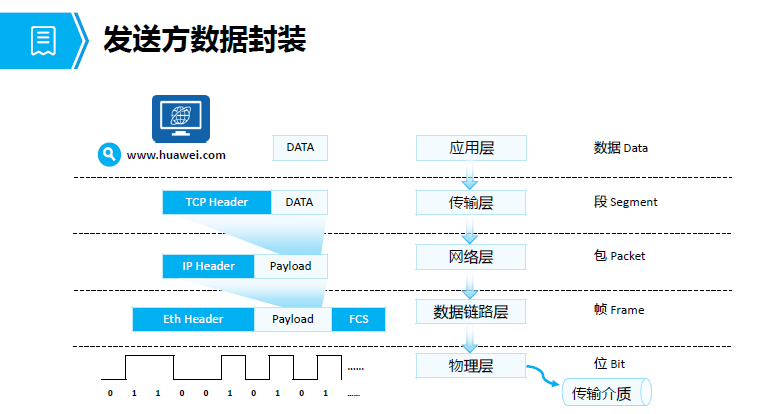 发送方数据封装
www.huawei.com
DATA
应用层
数据 Data
TCP Header
DATA
传输层
段 Segment
IP Header
Payload
网络层
包 Packet
Eth Header
Payload
FCS
数据链路层
帧 Frame
......
物理层
位 Bit
0 1 1 0 0 1 0 1 0 1 ......
传输介质